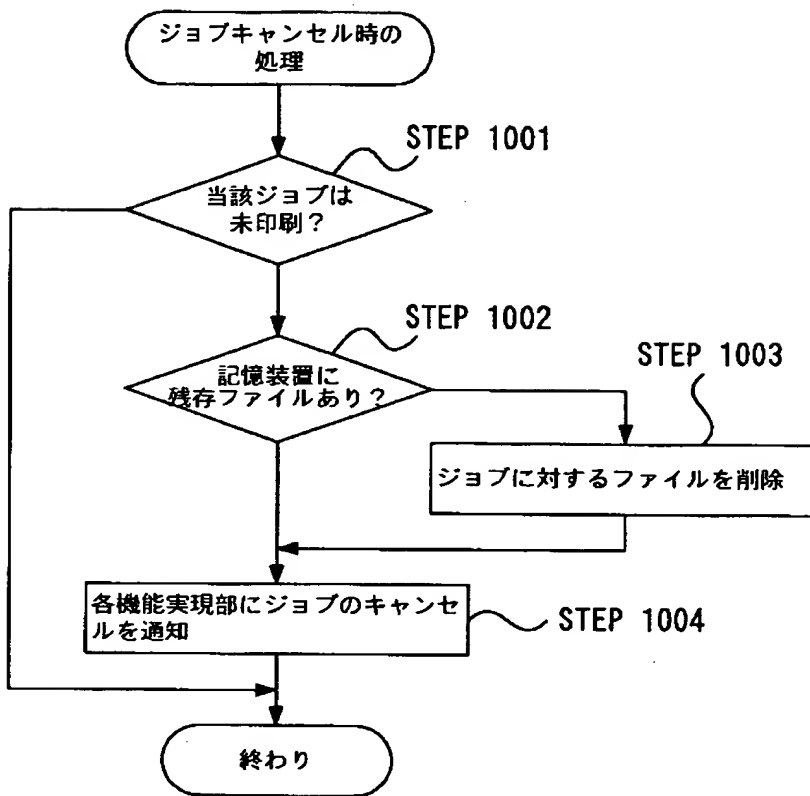 ジョブキャンセル時の
処理
STEP 1001
当該ジョブは
未印刷？
STEP 1002
記憶装置に
残存ファイルあり？
STEP 1003
ジョブに対するファイルを削除
各機能実現部にジョブのキャンセ
ルを通知
STEP 1004
終わり